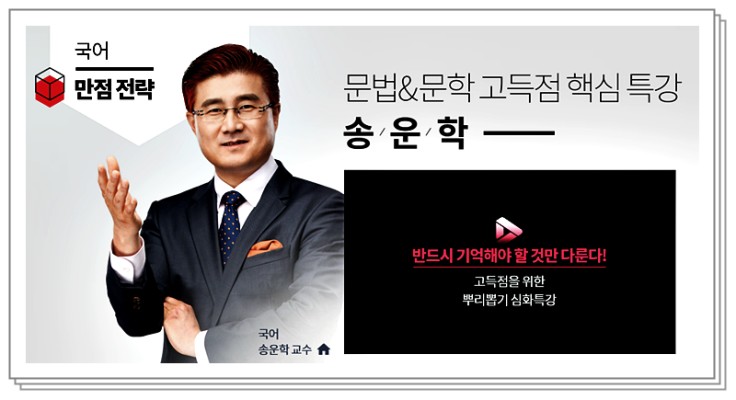 국어
만점 전략
문법&문학 고득점 핵심 특강
송/운/학
반드시 기억해야 할 것만 다룬다!
고득점을 위한
뿌리뽑기 심화특강
국어
송운학 교수